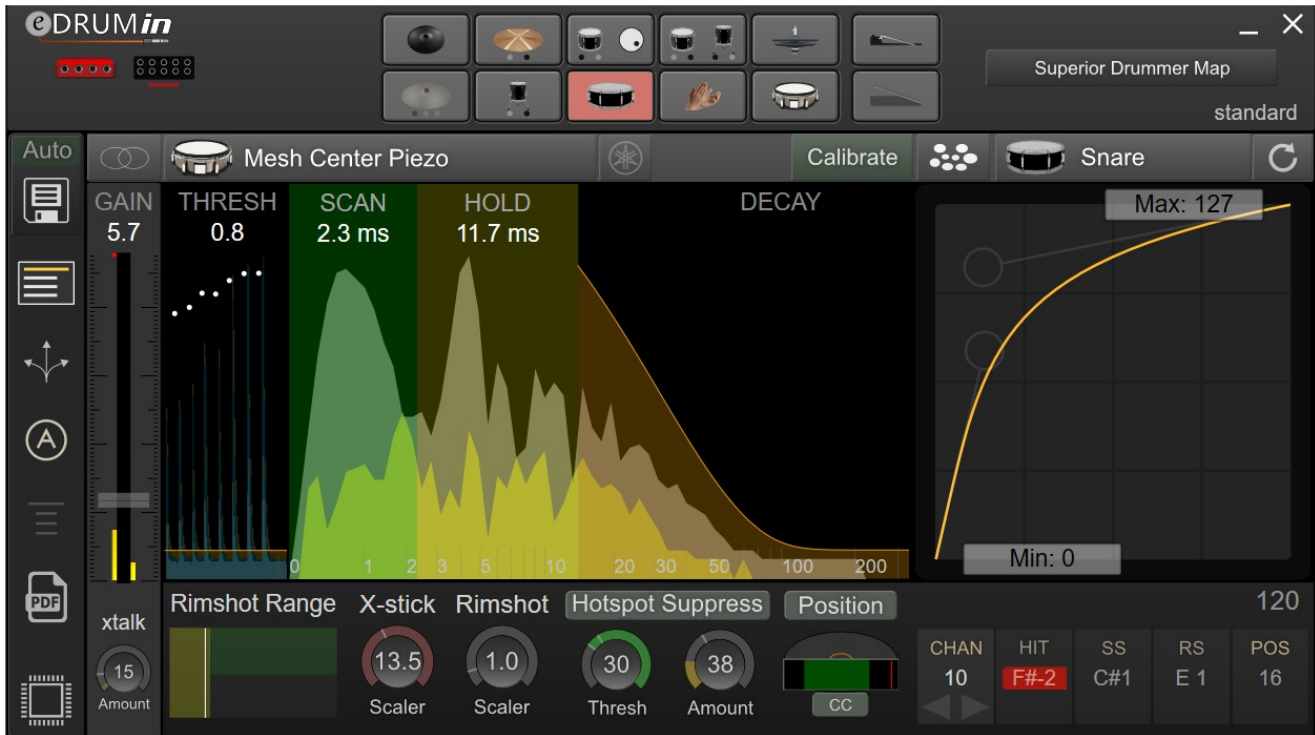 eDRUMin
Superior Drummer Map
standard
Auto
Mesh Center Piezo
Calibrate
Snare
GAIN
5.7
THRESH
0.8
SCAN
2.3 ms
HOLD
11.7 ms
DECAY
Max: 127
Min: 0
0 1 2 3 5 10 20 30 50 100 200
A
PDF
xtalk
15
Amount
Rimshot Range
X-stick
13.5
Scaler
Rimshot
1.0
Scaler
Hotspot Suppress
30
Thresh
38
Amount
Position
CC
120
CHAN HIT SS RS POS
10 F#-2 C#1 E 1 16